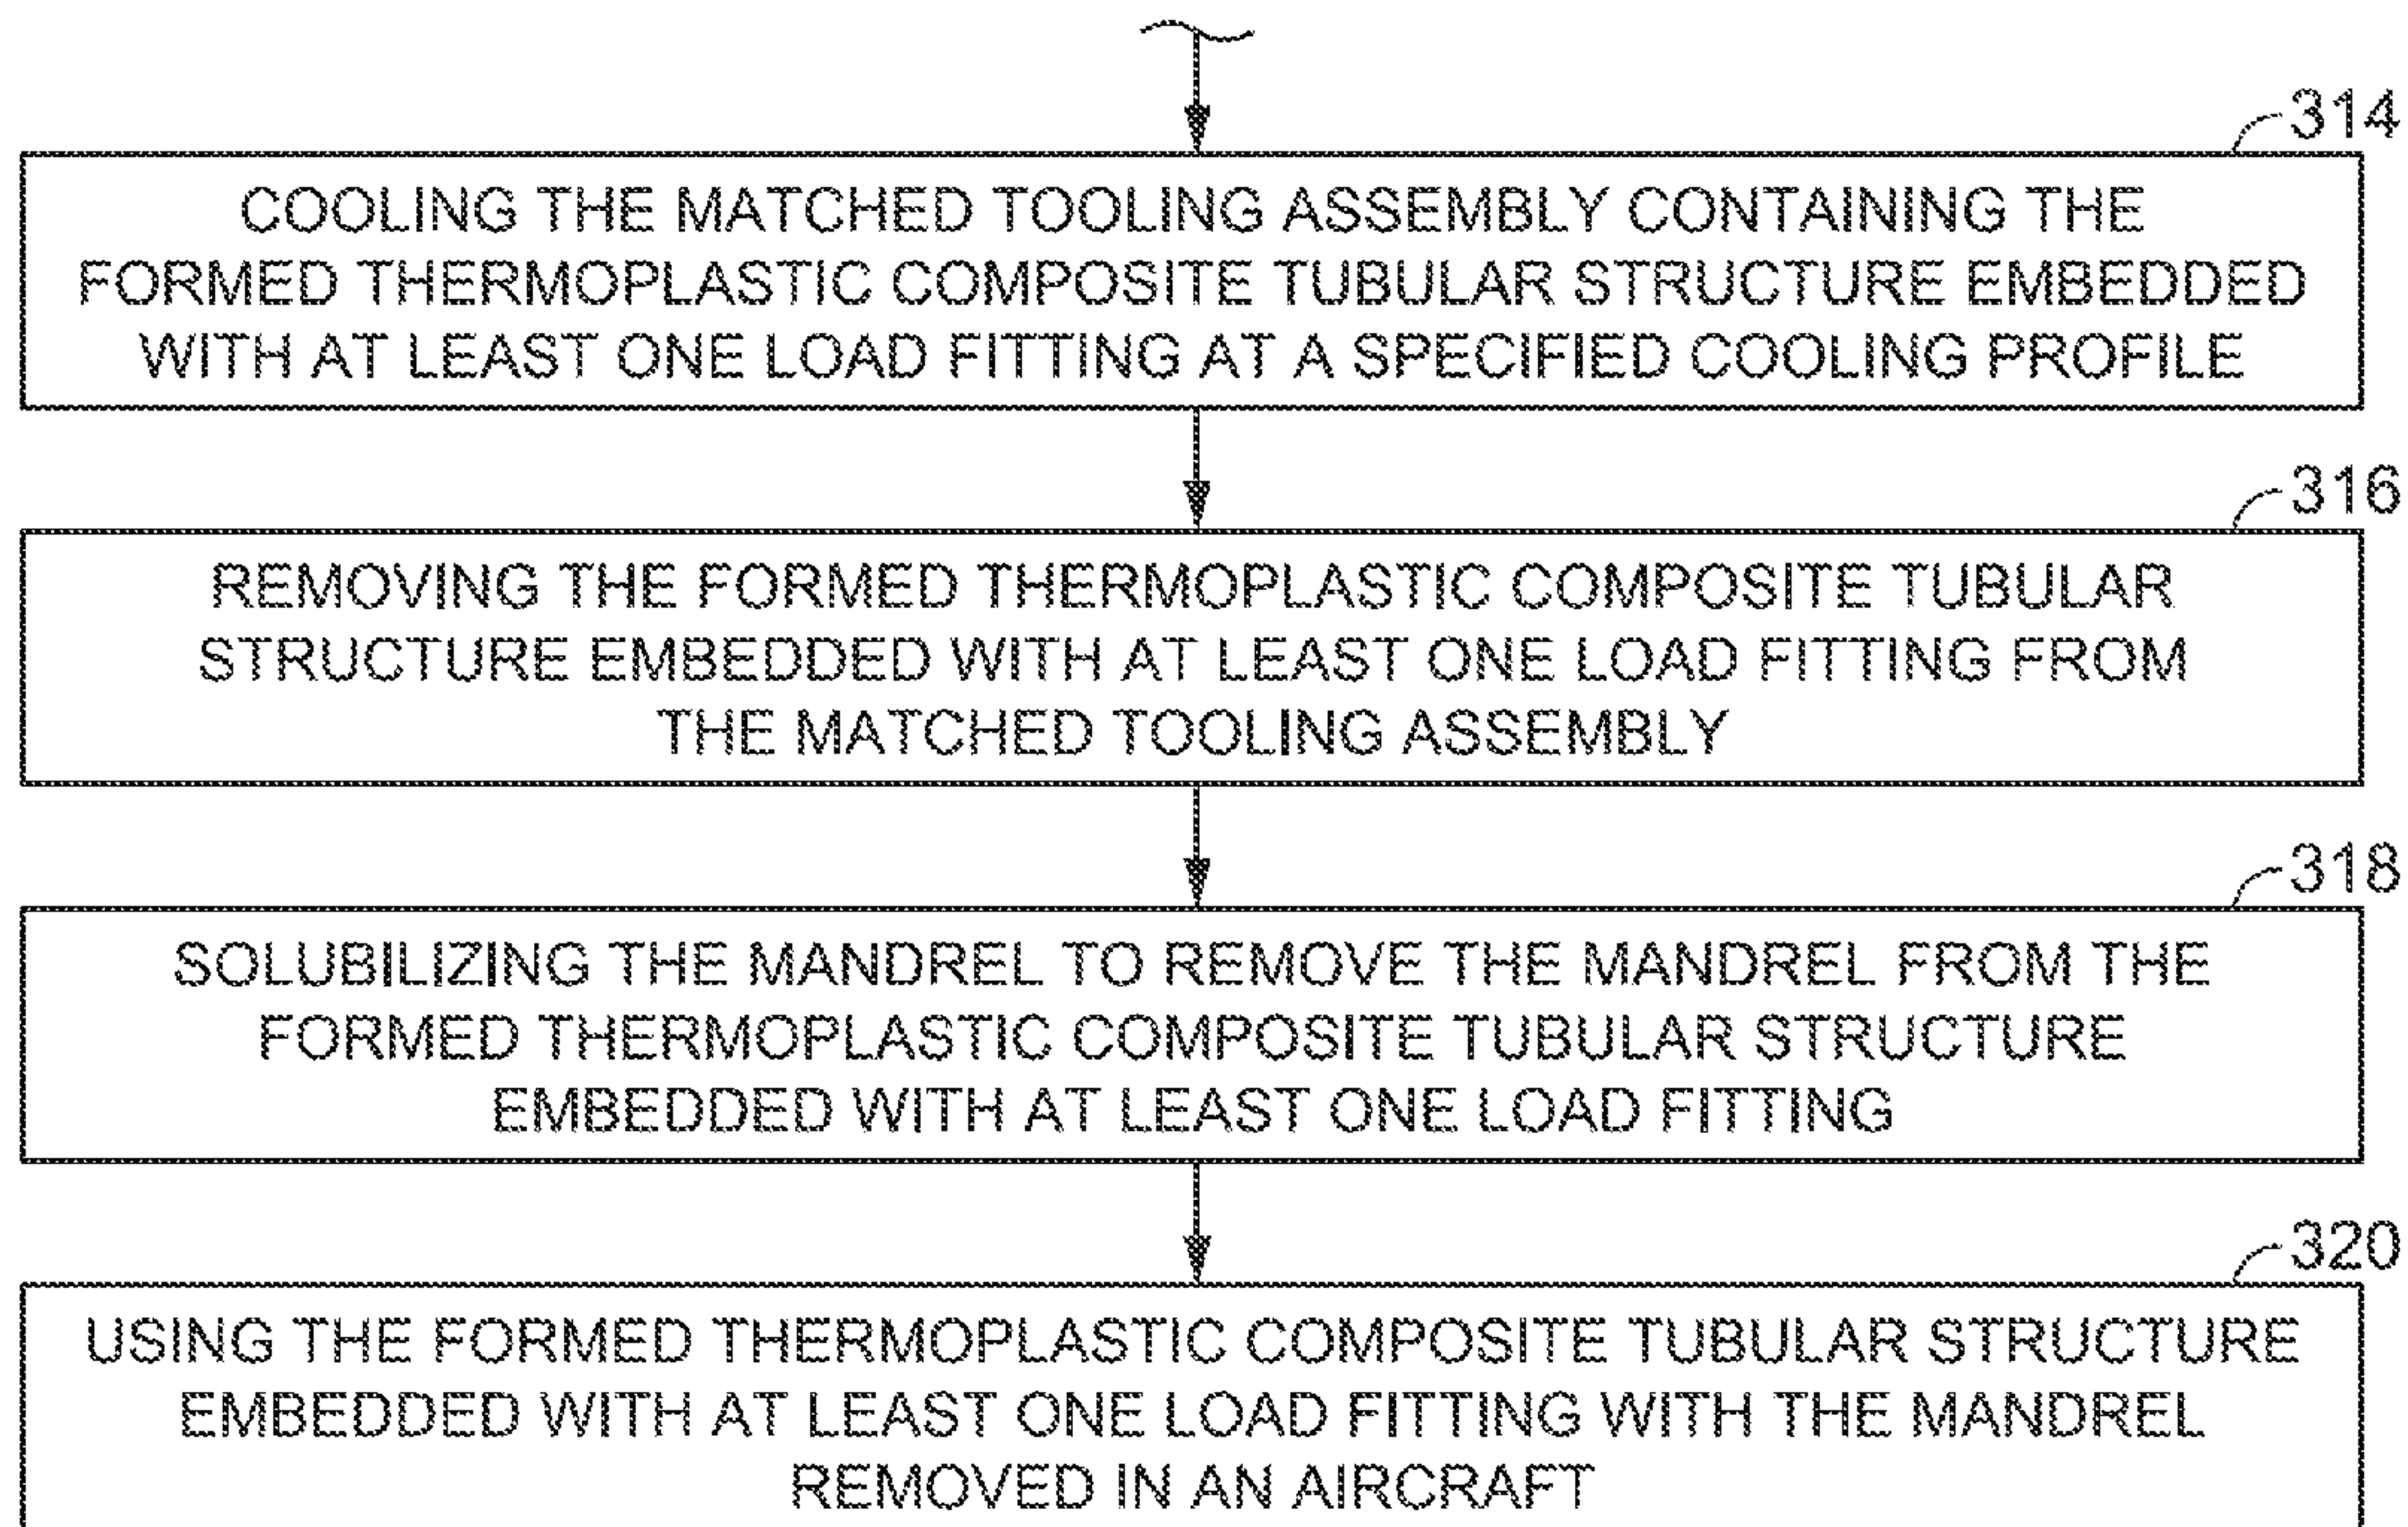 314
COOLING THE MATCHED TOOLING ASSEMBLY CONTAINING THE
FORMED THERMOPLASTIC COMPOSITE TUBULAR STRUCTURE EMBEDDED
WITH AT LEAST ONE LOAD FITTING AT A SPECIFIED COOLING PROFILE
316
REMOVING THE FORMED THERMOPLASTIC COMPOSITE TUBULAR
STRUCTURE EMBEDDED WITH AT LEAST ONE LOAD FITTING FROM
THE MATCHED TOOLING ASSEMBLY
318
SOLUBILIZING THE MANDREL TO REMOVE THE MANDREL FROM THE
FORMED THERMOPLASTIC COMPOSITE TUBULAR STRUCTURE
EMBEDDED WITH AT LEAST ONE LOAD FITTING
320
USING THE FORMED THERMOPLASTIC COMPOSITE TUBULAR STRUCTURE
EMBEDDED WITH AT LEAST ONE LOAD FITTING WITH THE MANDREL
REMOVED IN AN AIRCRAFT